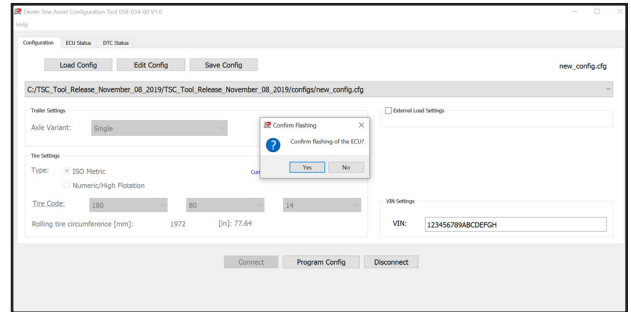 Dexter Tow Assist Configuration Tool 058-034-00 V1.0
Help
Configuration ECU Status DTC Status
Load Config Edit Config Save Config new_config.cfg
C:/TSC_Tool_Release_November_08_2019/TSC_Tool_Release_November_08_2019/configs/new_config.cfg
Trailer Settings
External Load Settings
Axle Variant: Single
Confirm Flashing
Confirm flashing of the ECU?
Yes No
Tire Settings
Type: ISO Metric
Numeric/High Flotation
Tire Code: 180 80 14
Rolling tire circumference [mm]: 1972 [in]: 77.64
VIN Settings
VIN: 123456789ABCDEFGH
Connect Program Config Disconnect